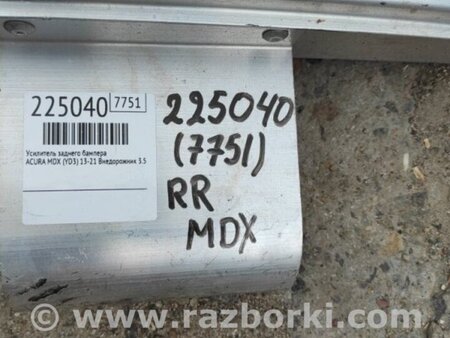 225040 7751
Усилитель заднего бампера
ACURA MDX (YD3) 13-21 Внедорожник 3.5
225040
(7751)
RR
MDX
www.razborki.com